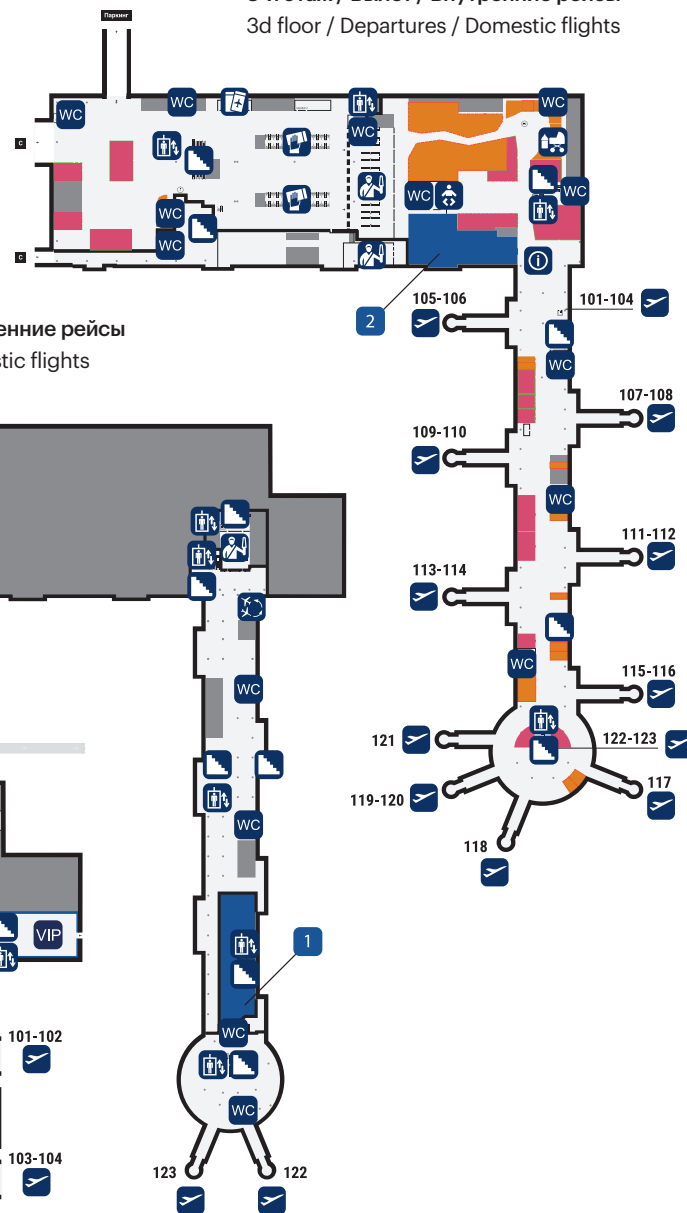 3d floor / Departures / Domestic flights
Паркинг
WC
WC
WC
WC
C
WC
WC
WC
C
WC
i
2
105-106
101-104
WC
107-108
109-110
WC
111-112
113-114
WC
115-116
121
122-123
119-120
117
118
енние рейсы
stic flights
WC
WC
VIP
1
WC
WC
101-102
103-104
123
122